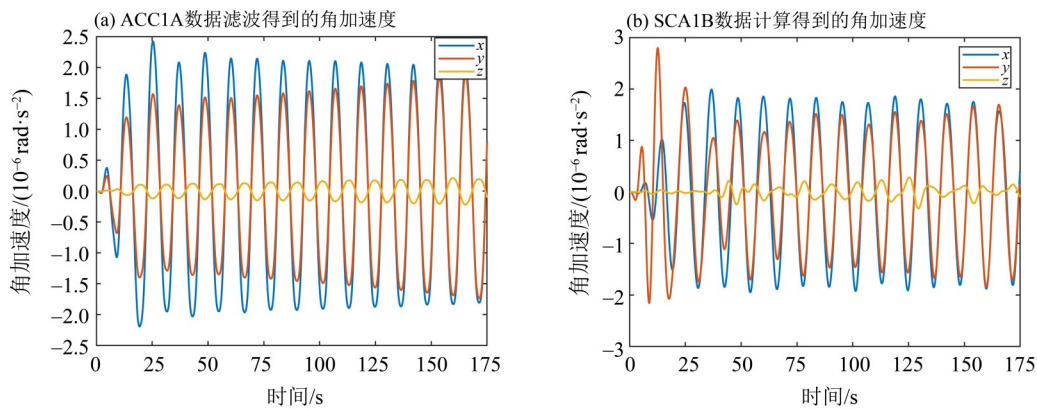 (a) ACC1A数据滤波得到的角加速度
2.5
2.0
1.5
1.0
0.5
0.0
−0.5
−1.0
−1.5
−2.0
−2.5
角加速度/(10⁻⁶ rad·s⁻²)
x
y
z
0 25 50 75 100 125 150 175
时间/s
(b) SCA1B数据计算得到的角加速度
3
2
1
0
−1
−2
−3
角加速度/(10⁻⁶ rad·s⁻²)
x
y
z
0 25 50 75 100 125 150 175
时间/s